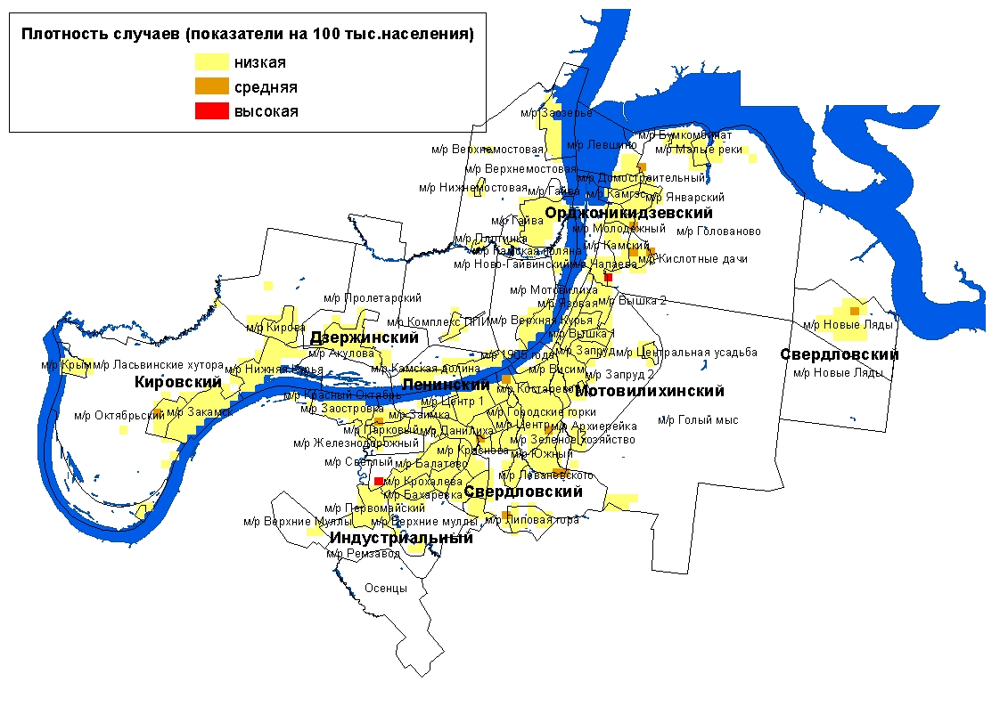 Плотность случаев (показатели на 100 тыс.населения)
низкая
средняя
высокая
м/р Заозерье
м/р Левшино
м/р Бумкомбинат
м/р Верхнемостовая
м/р Малые реки
м/р Верхнемостовая
м/р Домостроительный
м/р Нижнемостовая
м/р Гайва
м/р Камгэс
м/р Январский
Орджоникидзевский
м/р Гайва
м/р Молодежный
м/р Голованово
м/р Плотинка
м/р Камская поляна
м/р Камский
м/р Ново-Гайвинский
м/р Чапаева
м/р Кислотные дачи
м/р Мотовилиха
м/р Пролетарский
м/р Язовая
м/р Вышка 2
м/р Комплекс ППИ
м/р Верхняя Курья
м/р Кирова
м/р Новые Ляды
Дзержинский
м/р Вышка 1
м/р Акулова
м/р 1905 года
м/р Запруд
м/р Центральная усадьба
Свердловский
м/р Крым
м/р Ласьвинские хутора
м/р Нижняя Курья
м/р Камская долина
м/р Висим
м/р Запруд 2
м/р Новые Ляды
Кировский
Ленинский
м/р Костарево
Мотовилихинский
м/р Красный Октябрь
м/р Центр 1
м/р Октябрьский
м/р Закамск
м/р Заостровка
м/р Заимка
м/р Городские горки
м/р Голый мыс
м/р Парковый
м/р Данилиха
м/р Центр
м/р Архиерейка
м/р Железнодорожный
м/р Зеленое хозяйство
м/р Краснова
м/р Южный
м/р Светлый
м/р Балатово
м/р Крохалева
м/р Леваневского
м/р Бахаревка
Свердловский
м/р Первомайский
м/р Верхние Муллы
м/р Верхние муллы
м/р Липовая гора
Индустриальный
м/р Ремзавод
Осенцы